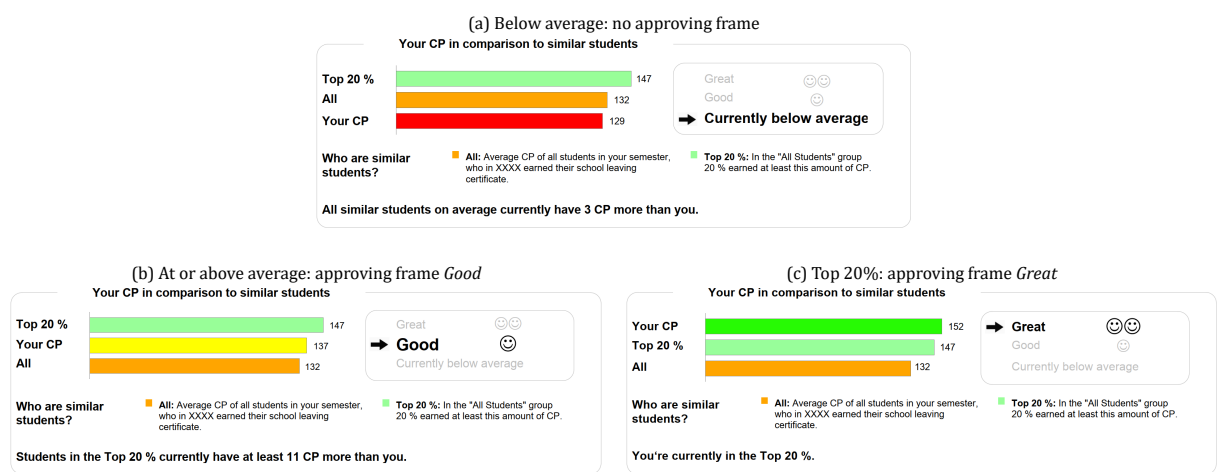 (a) Below average: no approving frame
Your CP in comparison to similar students
Top 20 %
147
Great
All
132
Good
Your CP
129
Currently below average
Who are similar
students?
All: Average CP of all students in your semester,
who in XXXX earned their school leaving
certificate.
Top 20 %: In the "All Students" group
20 % earned at least this amount of CP.
All similar students on average currently have 3 CP more than you.
(b) At or above average: approving frame Good
Your CP in comparison to similar students
Top 20 %
147
Great
Your CP
137
Good
All
132
Currently below average
Who are similar
students?
All: Average CP of all students in your semester,
who in XXXX earned their school leaving
certificate.
Top 20 %: In the "All Students" group
20 % earned at least this amount of CP.
Students in the Top 20 % currently have at least 11 CP more than you.
(c) Top 20%: approving frame Great
Your CP in comparison to similar students
Your CP
152
Great
Top 20 %
147
Good
All
132
Currently below average
Who are similar
students?
All: Average CP of all students in your semester,
who in XXXX earned their school leaving
certificate.
Top 20 %: In the "All Students" group
20 % earned at least this amount of CP.
You're currently in the Top 20 %.